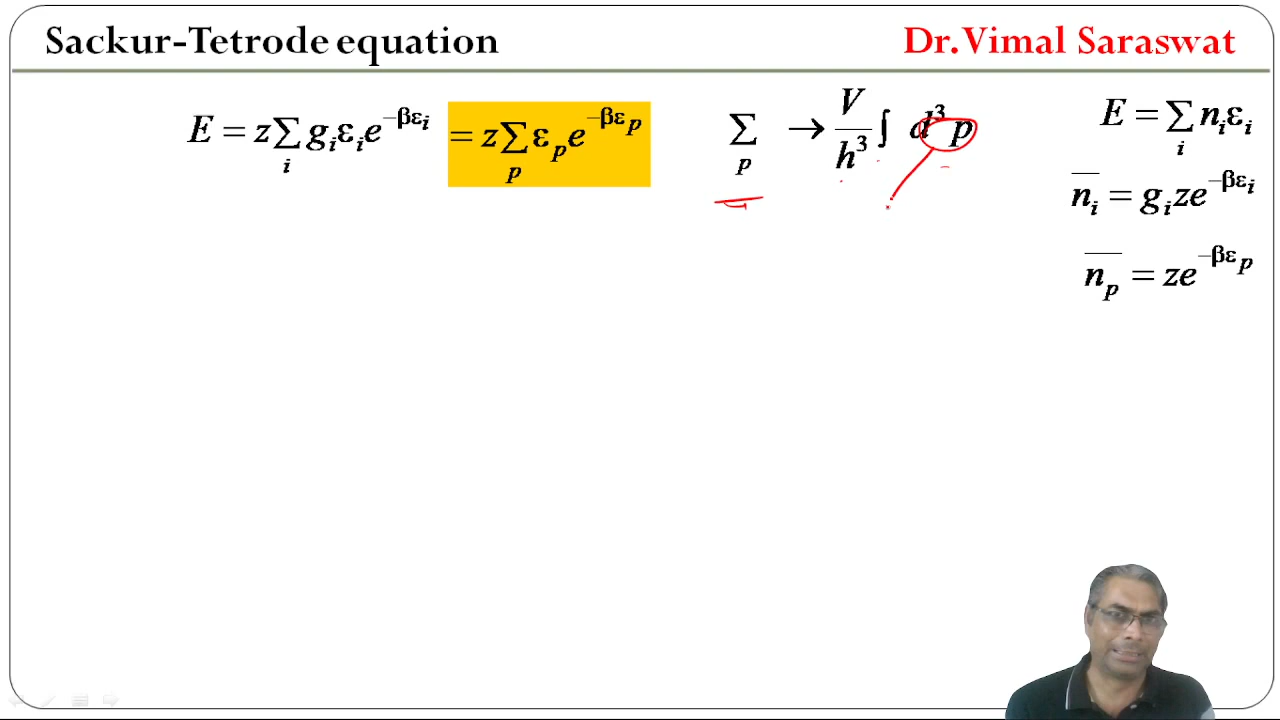 Sackur-Tetrode equation Dr. Vimal Saraswat
E = z∑_i g_i ε_i e^{-βε_i} = z∑_p ε_p e^{-βε_p} ∑_p → V/h³ ∫ d³p E = ∑_i n_i ε_i
n̅_i = g_i z e^{-βε_i}
n̅_p = z e^{-βε_p}